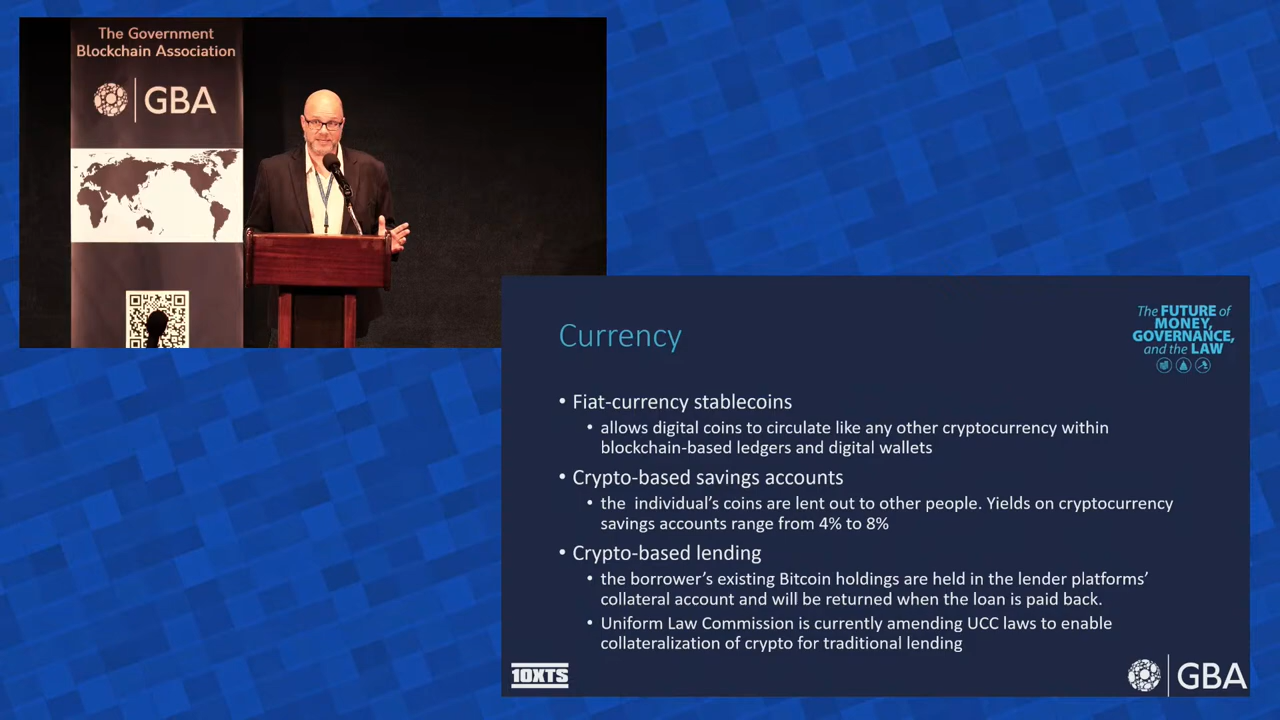 The Government
Blockchain Association
GBA
Currency
The FUTURE of
MONEY,
GOVERNANCE,
and the LAW
• Fiat-currency stablecoins
• allows digital coins to circulate like any other cryptocurrency within
blockchain-based ledgers and digital wallets
• Crypto-based savings accounts
• the individual's coins are lent out to other people. Yields on cryptocurrency
savings accounts range from 4% to 8%
• Crypto-based lending
• the borrower's existing Bitcoin holdings are held in the lender platforms'
collateral account and will be returned when the loan is paid back.
• Uniform Law Commission is currently amending UCC laws to enable
collateralization of crypto for traditional lending
10XTS
GBA